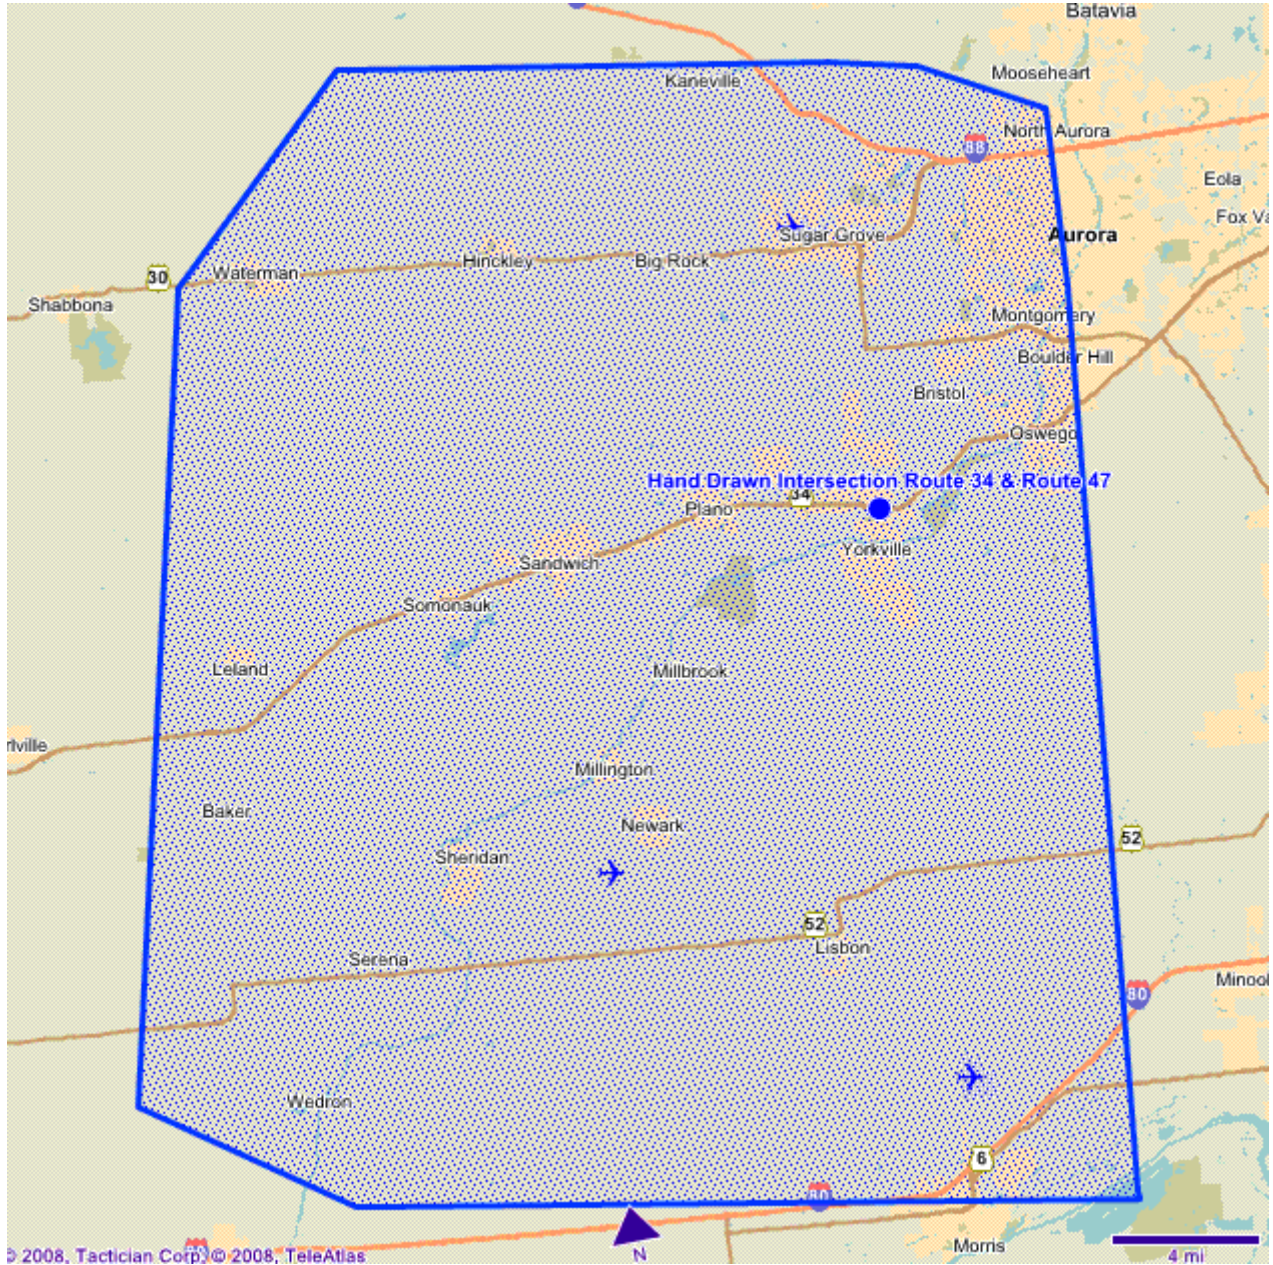 Batavia
Mooseheart
Kaneville
North Aurora
88
Eola
Fox Va
Sugar Grove
Aurora
Hinckley
Big Rock
Waterman
30
Shabbona
Montgomery
Boulder Hill
Bristol
Oswego
Hand Drawn Intersection Route 34 & Route 47
34
Plano
Yorkville
Sandwich
Somonauk
Leland
Millbrook
rlville
Millington
Baker
Newark
52
Sheridan
52
Lisbon
Serena
Minool
80
Wedron
6
80
Morris
N
4 mi
© 2008, Tactician Corp, © 2008, TeleAtlas